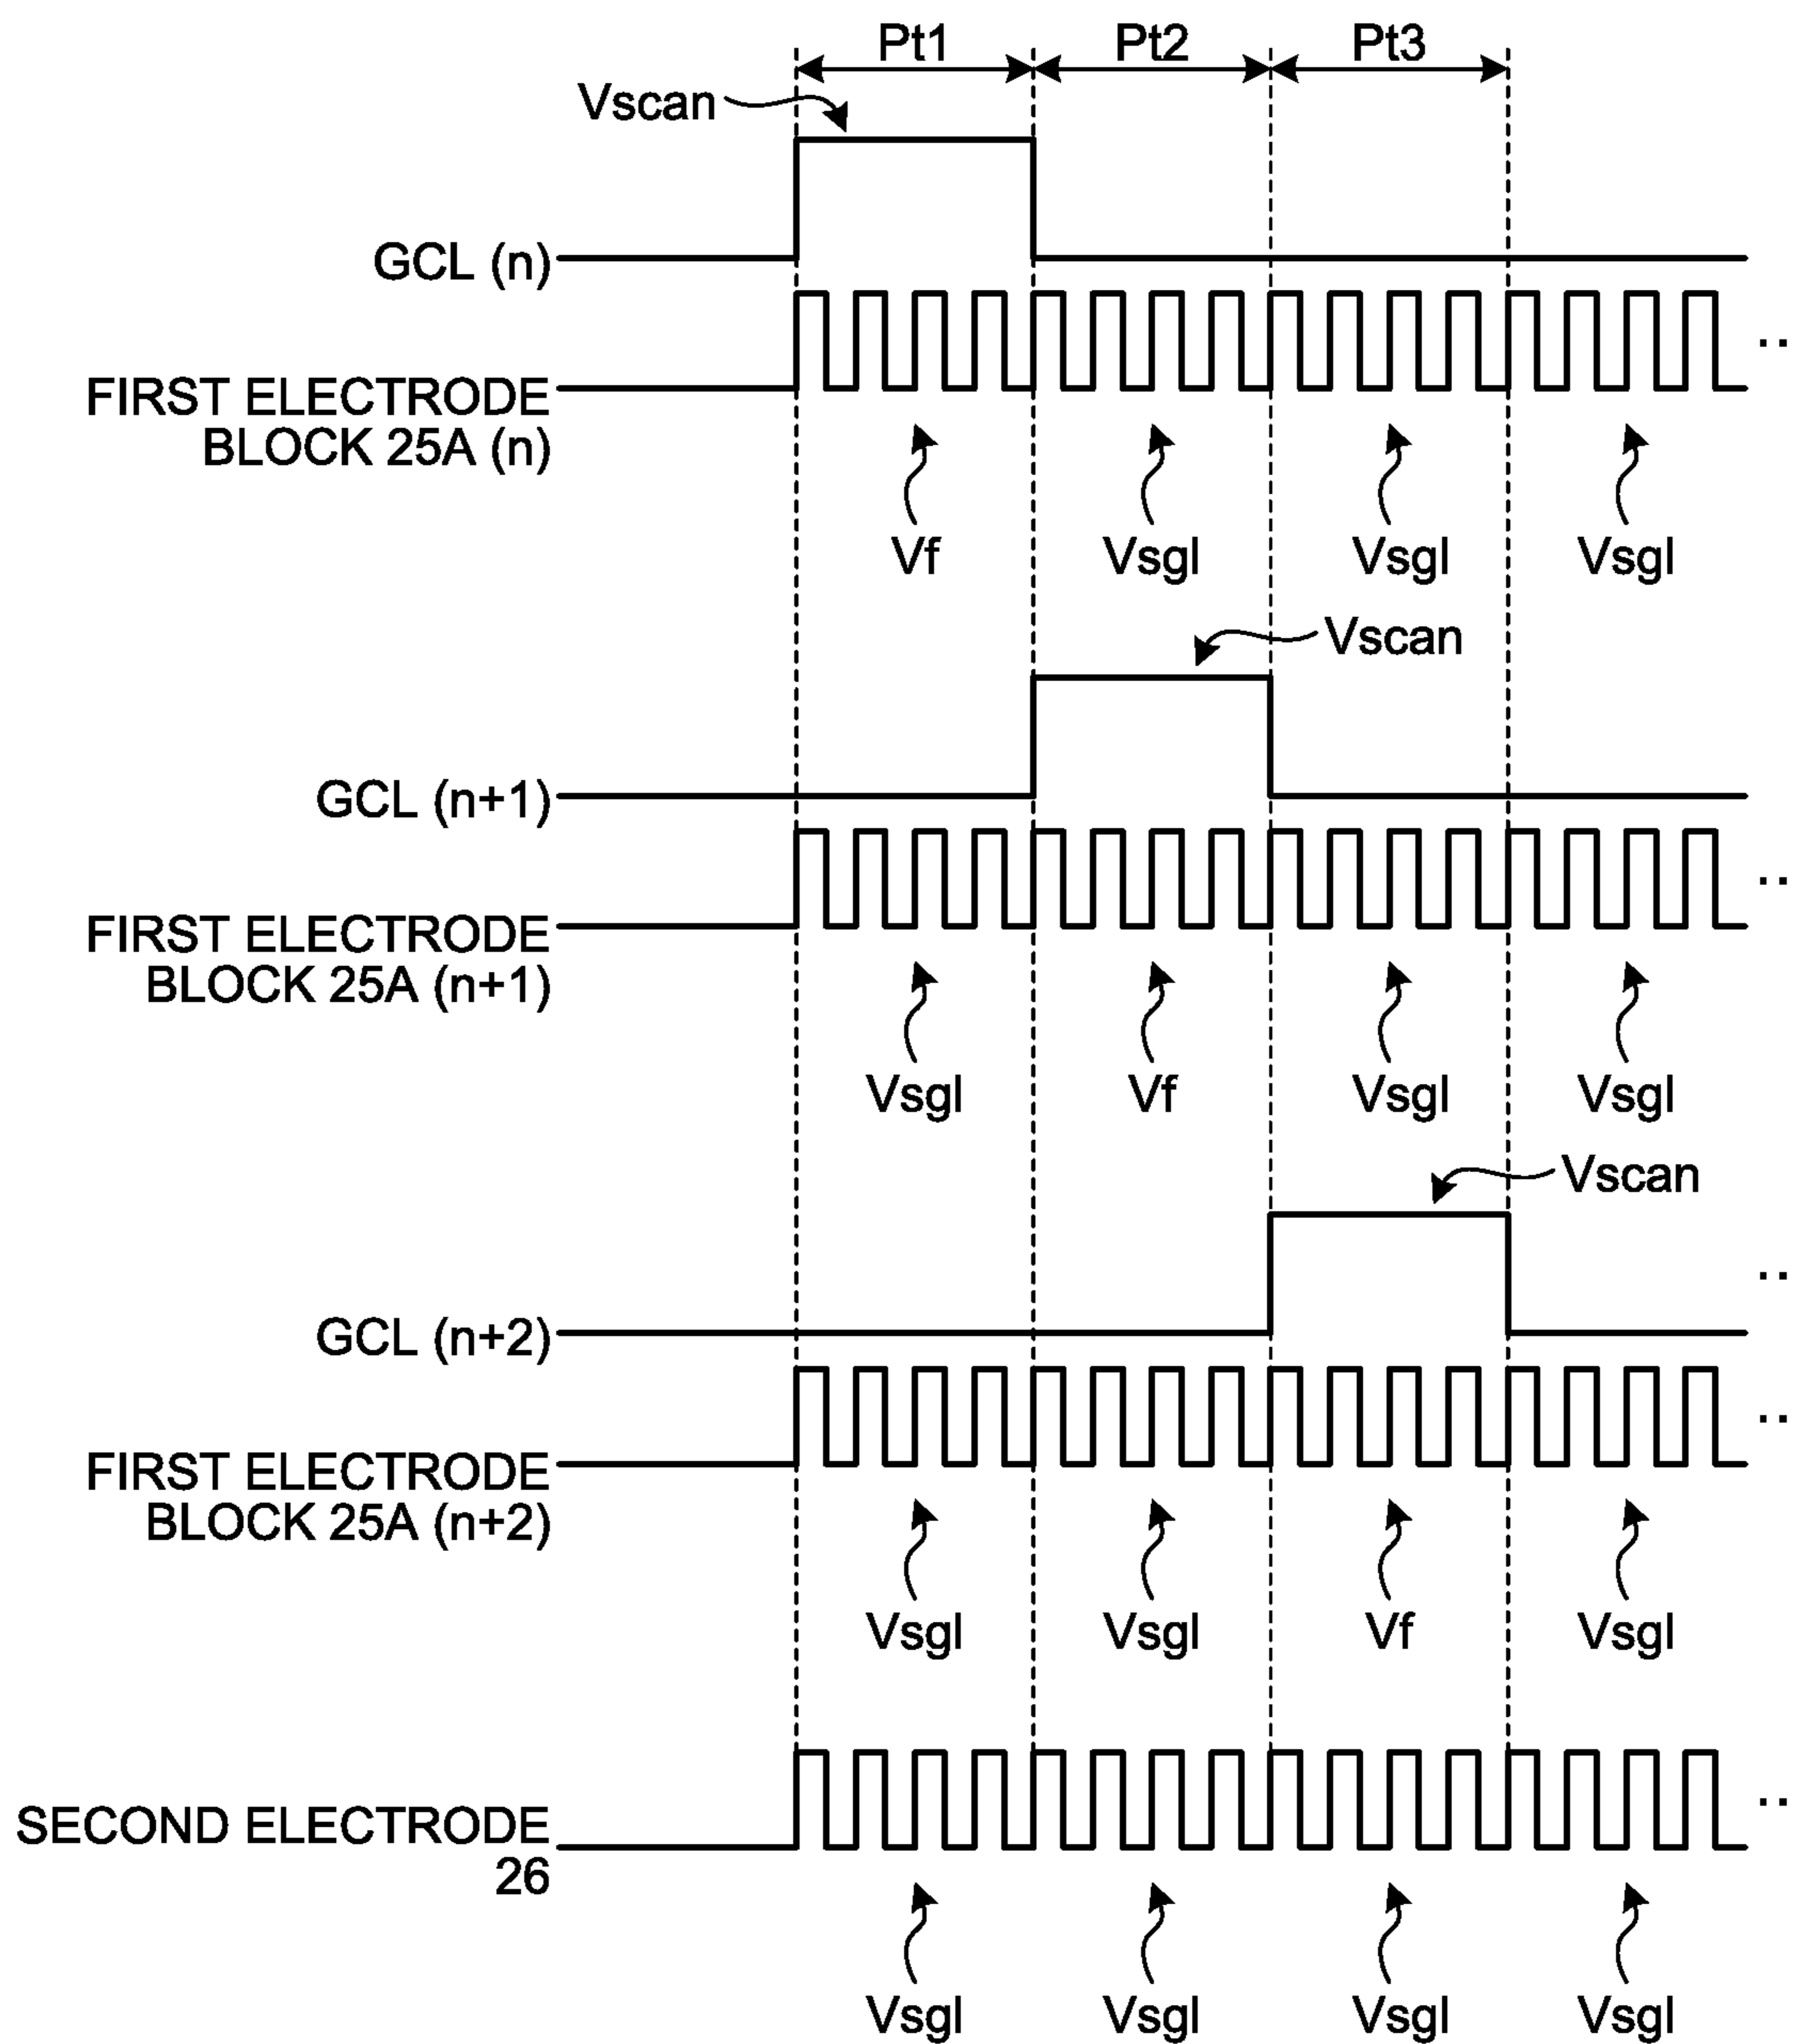 Pt1 Pt2 Pt3
Vscan
GCL (n)
..
FIRST ELECTRODE
BLOCK 25A (n)
Vf Vsgl Vsgl Vsgl
Vscan
GCL (n+1)
..
FIRST ELECTRODE
BLOCK 25A (n+1)
Vsgl Vf Vsgl Vsgl
Vscan
..
GCL (n+2)
..
FIRST ELECTRODE
BLOCK 25A (n+2)
Vsgl Vsgl Vf Vsgl
..
SECOND ELECTRODE
26
Vsgl Vsgl Vsgl Vsgl